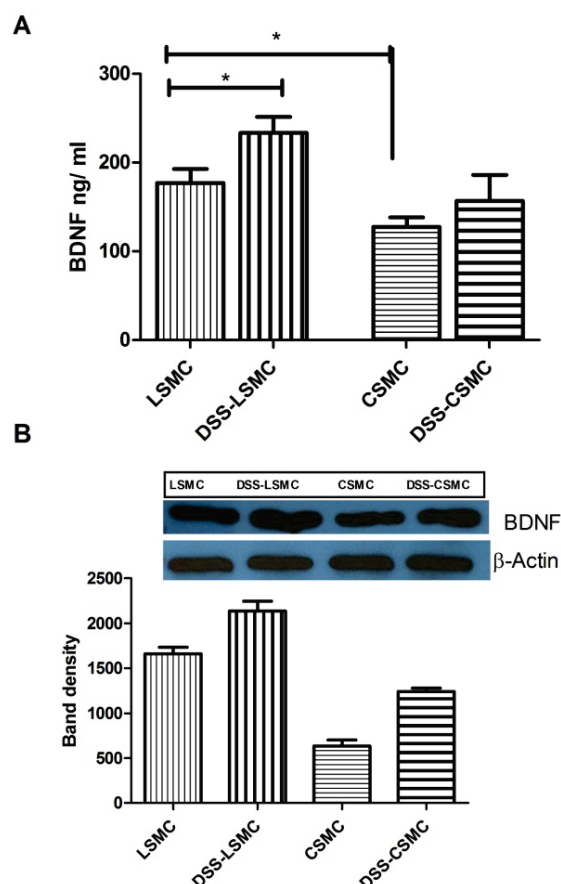 A
*
*
300
200
100
0
BDNF ng/ ml
LSMC
DSS-LSMC
CSMC
DSS-CSMC
B
LSMC DSS-LSMC CSMC DSS-CSMC
BDNF
β-Actin
2500
2000
1500
1000
500
0
Band density
LSMC
DSS-LSMC
CSMC
DSS-CSMC